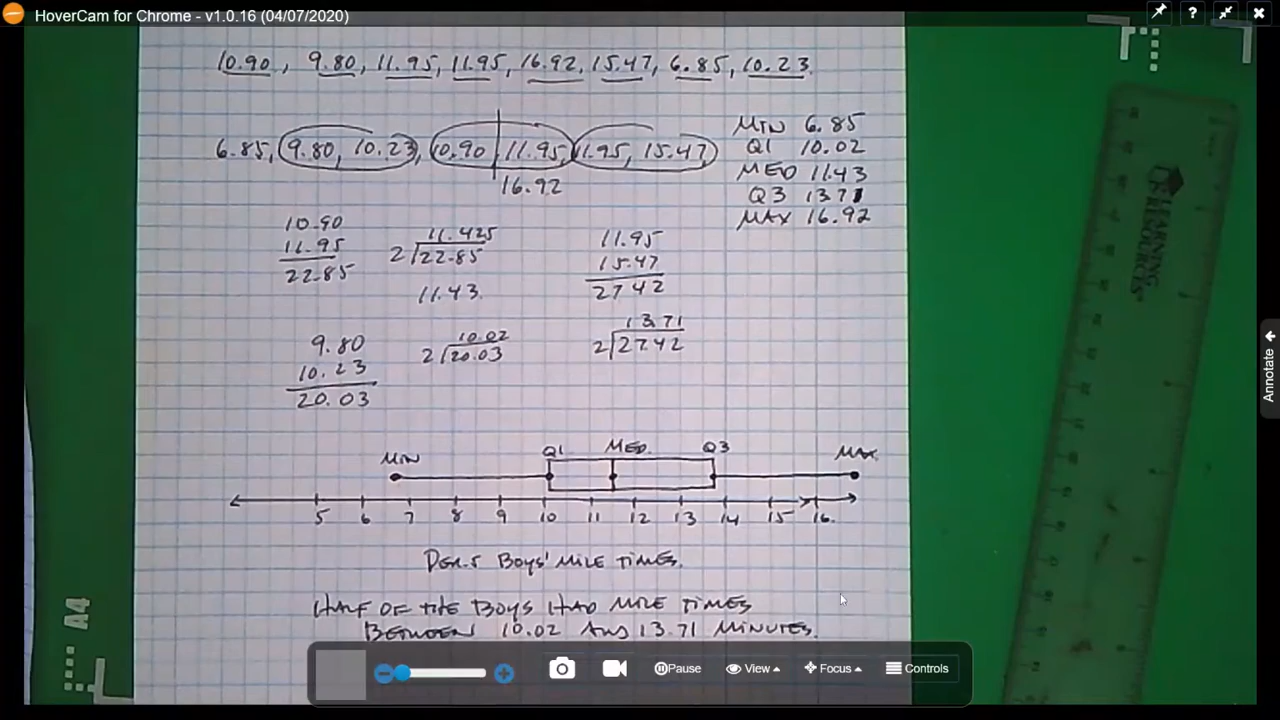 HoverCam for Chrome - v1.0.16 (04/07/2020)
10.90, 9.80, 11.95, 11.95, 16.92, 15.47, 6.85, 10.23
6.85, 9.80, 10.23, 10.90 11.95, 11.95, 15.47,
16.92
MIN 6.85
Q1 10.02
MED 11.43
Q3 13.71
MAX 16.92
10.90
11.95
22.85
11.425
2 22.85
11.43
11.95
15.47
27 42
9.80
10.23
20.03
10.02
2 20.03
13.71
2 27.42
MIN Q1 MED. Q3 MAX
5 6 7 8 9 10 11 12 13 14 15 16
PER.5 BOYS' MILE TIMES.
HALF OF THE BOYS HAD MILE TIMES
BETWEEN 10.02 AND 13.71 MINUTES.
A4
LEARNING
RESOURCES
Annotate
Pause View Focus Controls